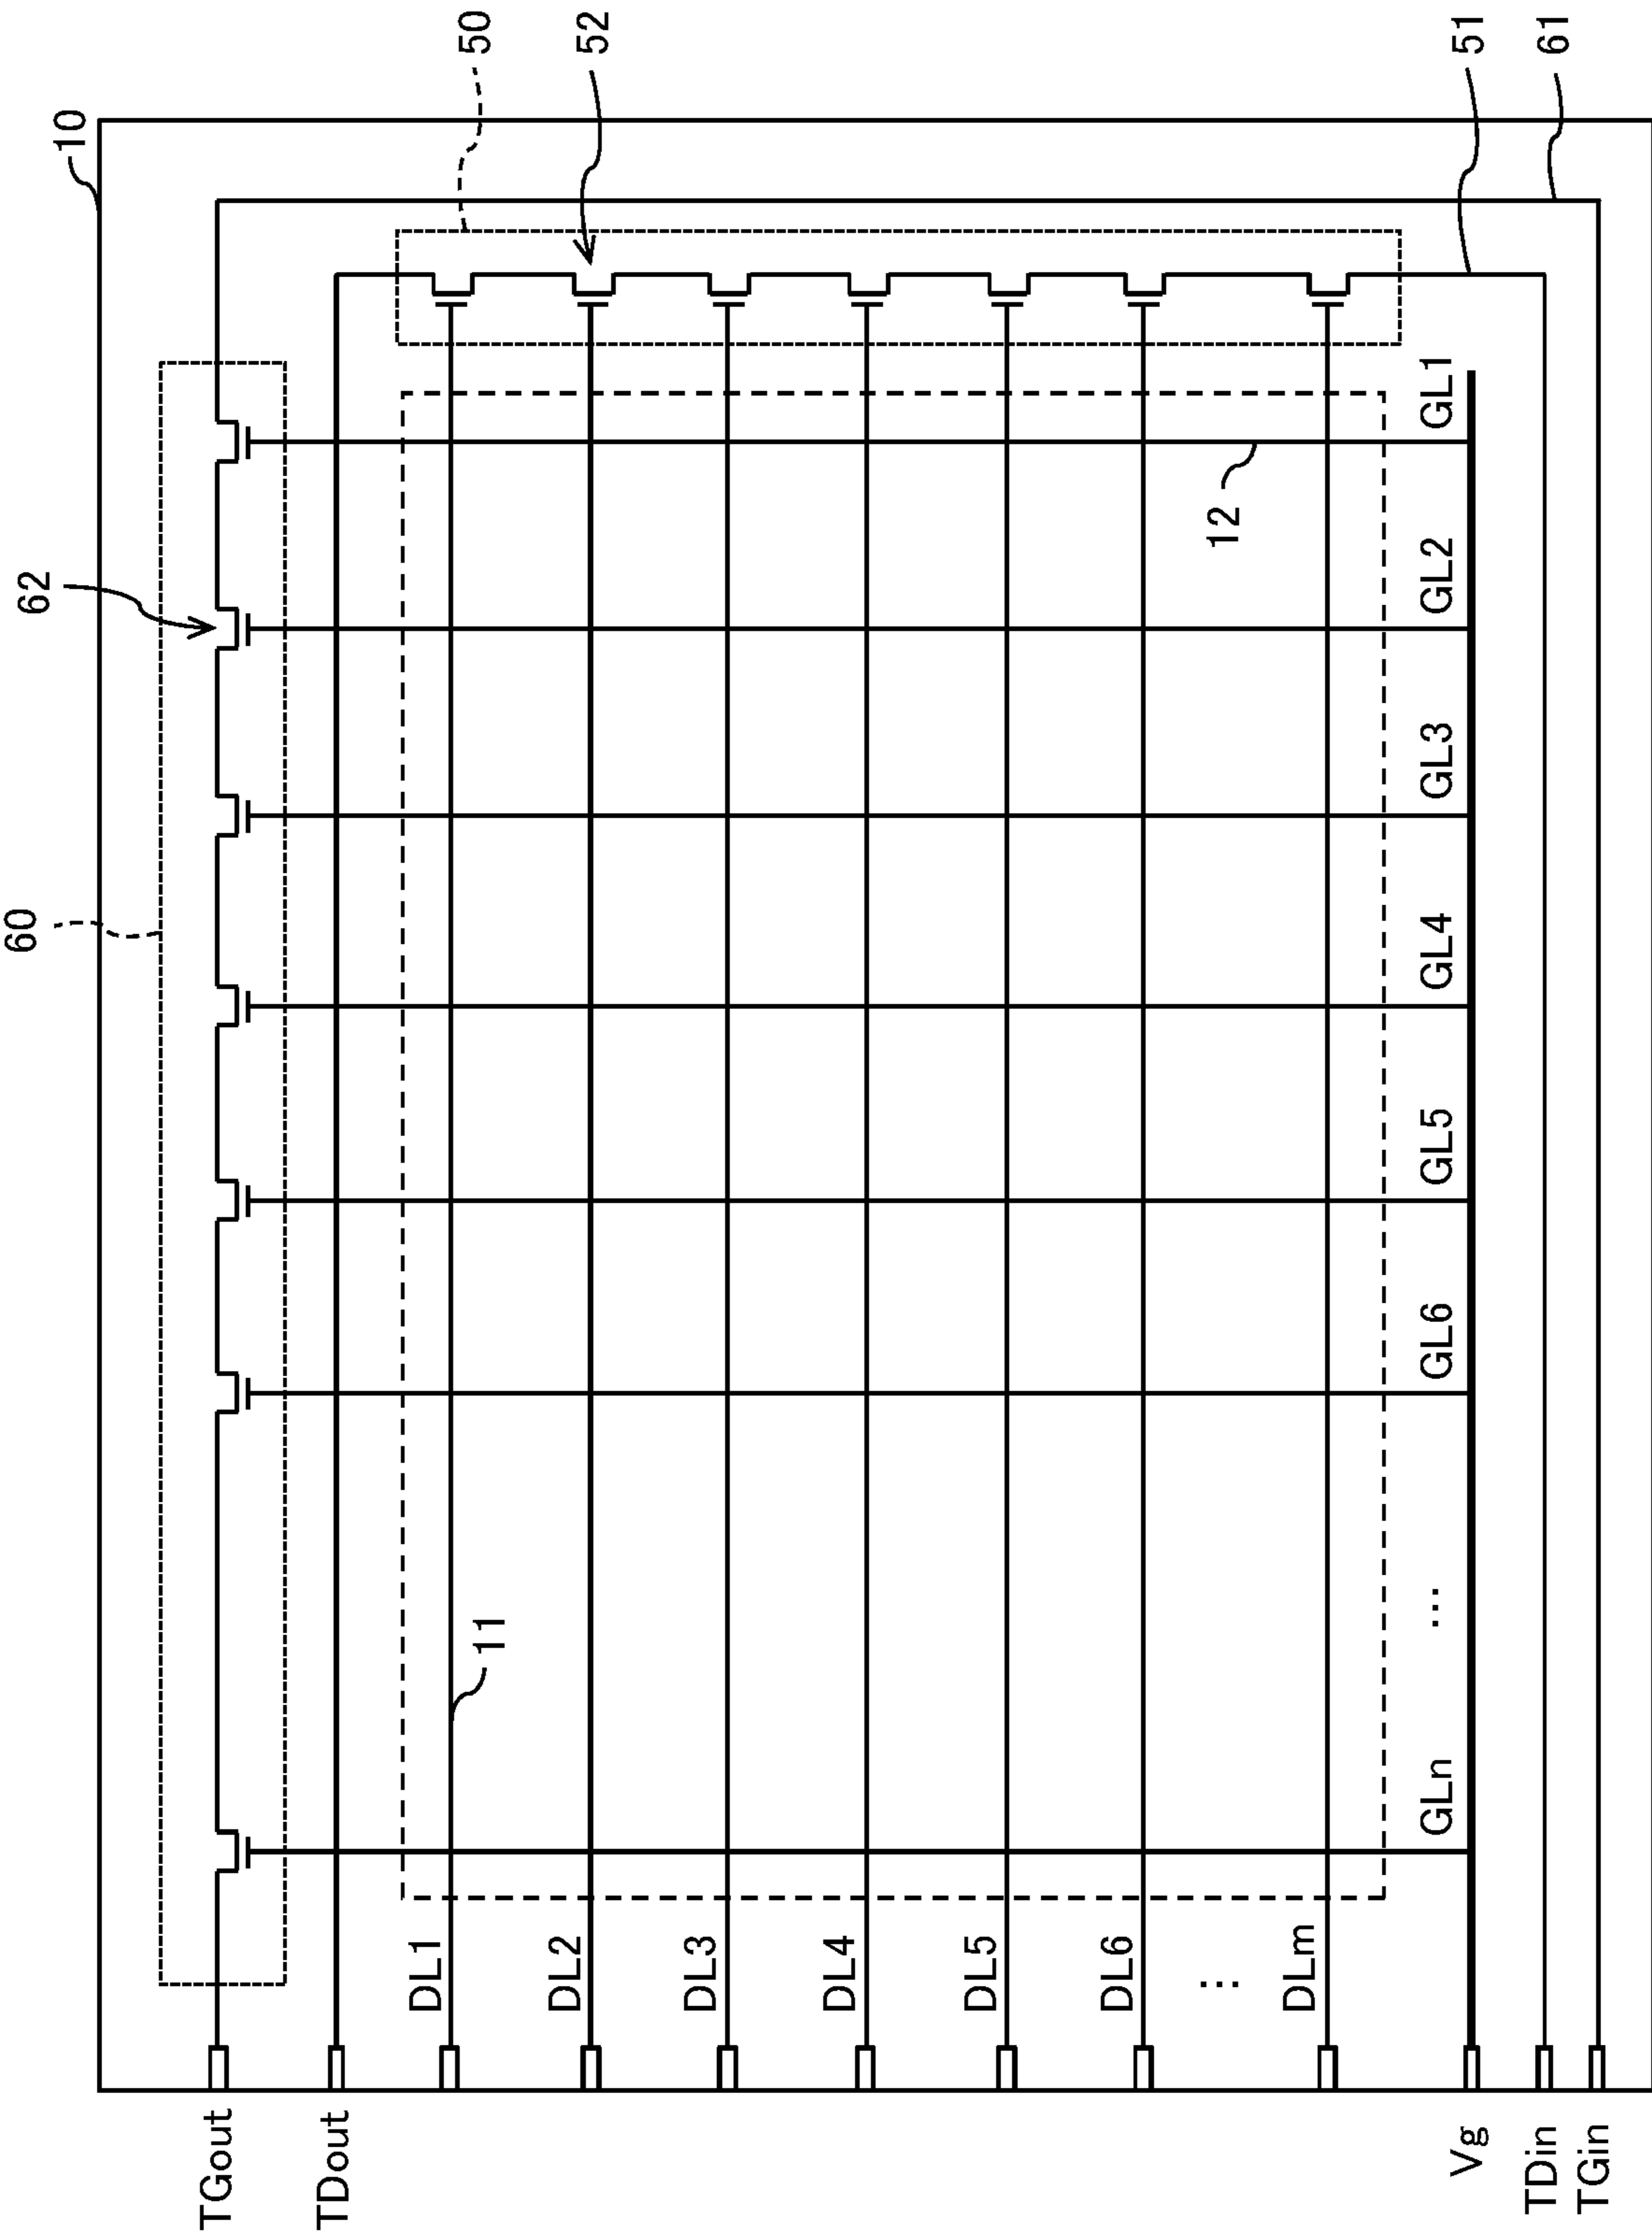 10
50
52
51
61
62
60
12
11
GL1
GL2
GL3
GL4
GL5
GL6
...
GLn
DL1
DL2
DL3
DL4
DL5
DL6
...
DLm
TGout
TDout
Vg
TDin
TGin